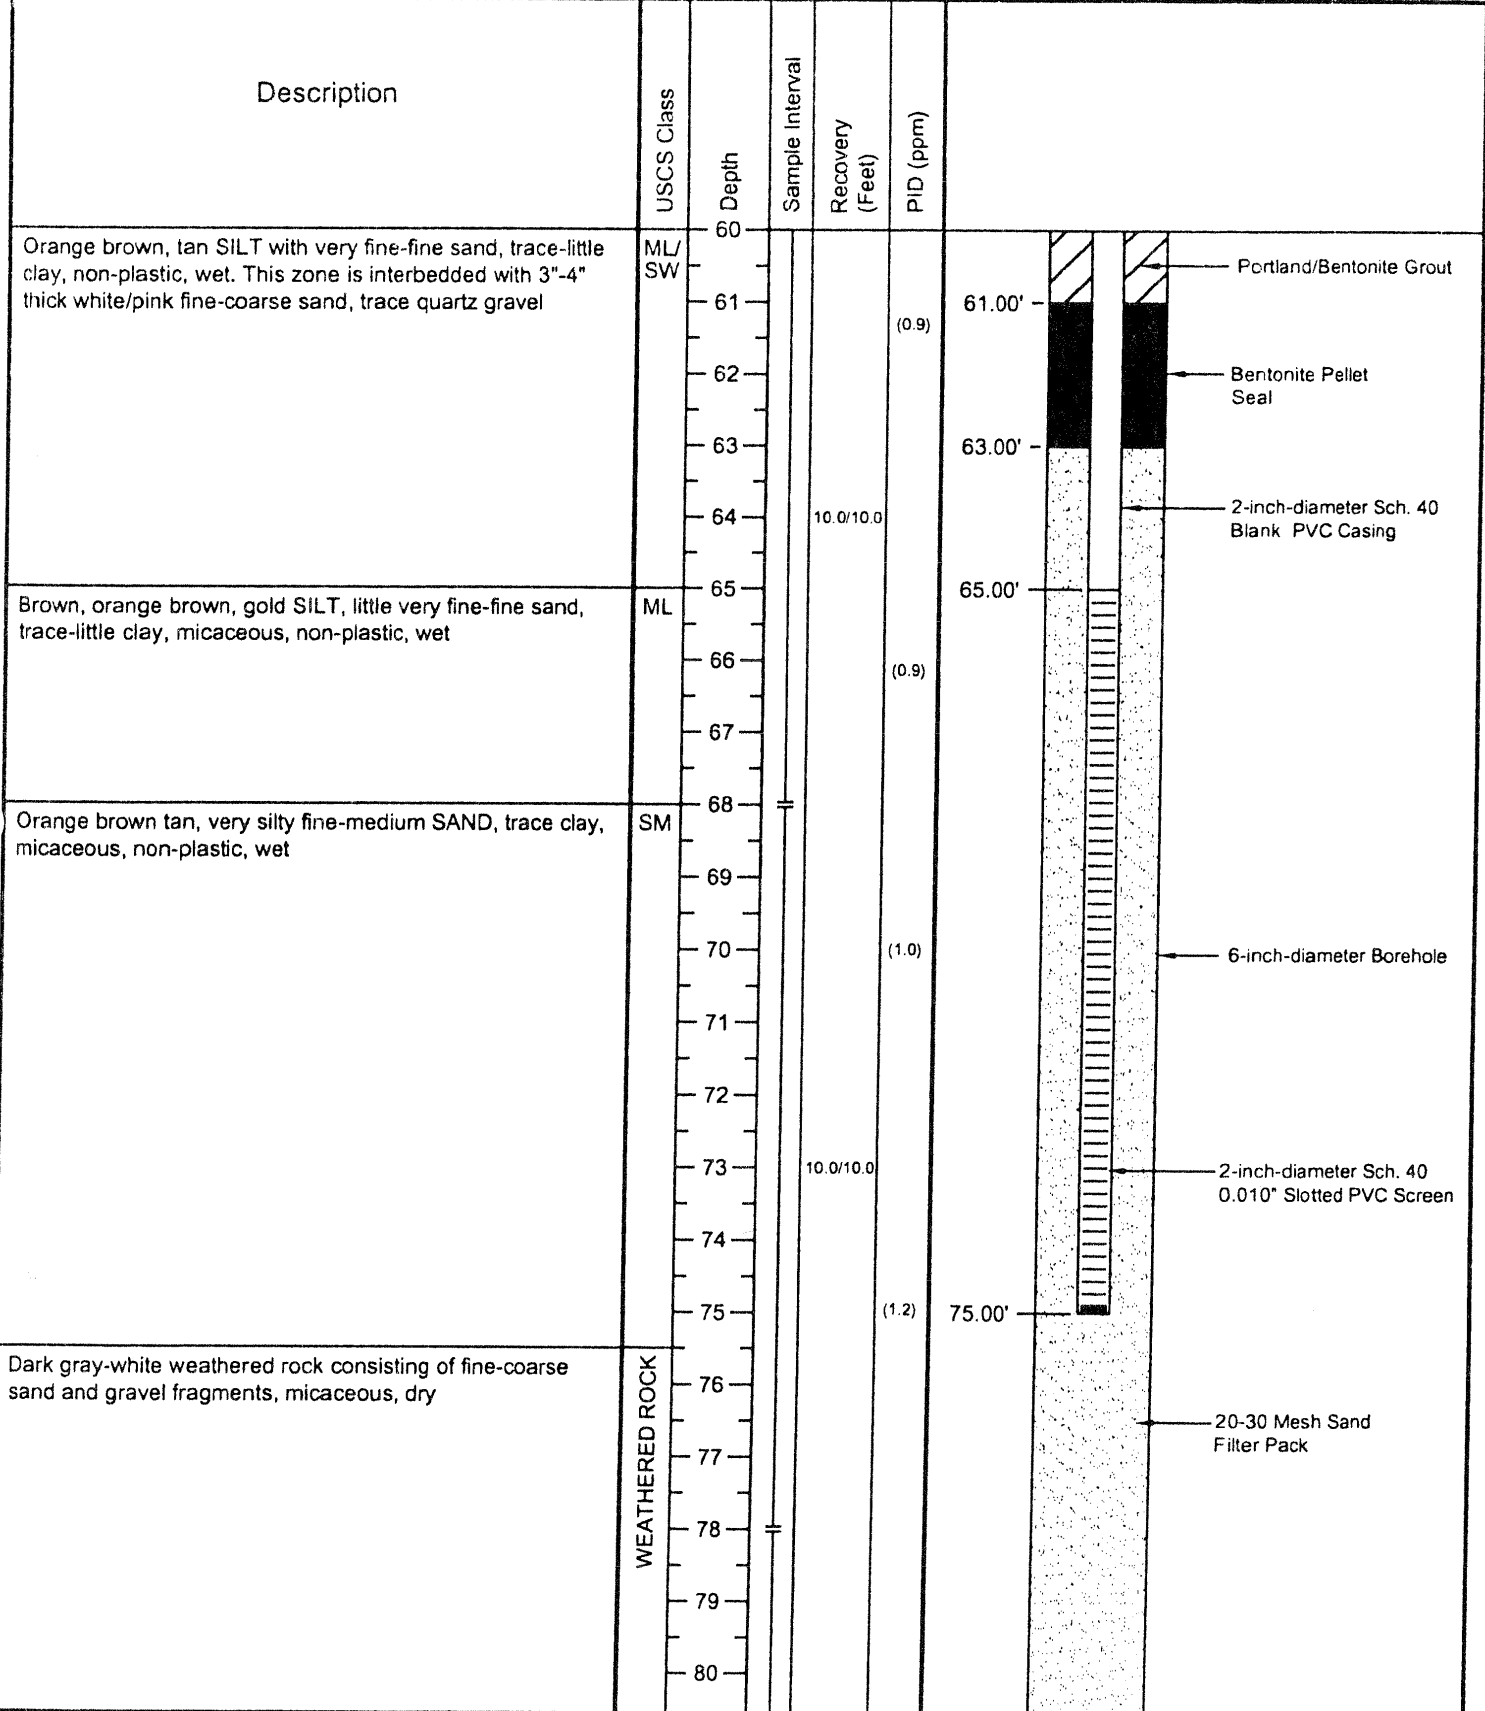 Description
USCS Class
Depth
Sample Interval
Recovery
(Feet)
PID (ppm)
60
Orange brown, tan SILT with very fine-fine sand, trace-little
clay, non-plastic, wet. This zone is interbedded with 3"-4"
thick white/pink fine-coarse sand, trace quartz gravel
ML/
SW
Portland/Bentonite Grout
61
61.00'
(0.9)
62
Bentonite Pellet
Seal
63
63.00'
64
10.0/10.0
2-inch-diameter Sch. 40
Blank PVC Casing
65
65.00'
Brown, orange brown, gold SILT, little very fine-fine sand,
trace-little clay, micaceous, non-plastic, wet
ML
66
(0.9)
67
68
Orange brown tan, very silty fine-medium SAND, trace clay,
micaceous, non-plastic, wet
SM
69
70
(1.0)
6-inch-diameter Borehole
71
72
73
10.0/10.0
2-inch-diameter Sch. 40
0.010" Slotted PVC Screen
74
75
(1.2)
75.00'
Dark gray-white weathered rock consisting of fine-coarse
sand and gravel fragments, micaceous, dry
WEATHERED ROCK
76
20-30 Mesh Sand
Filter Pack
77
78
79
80